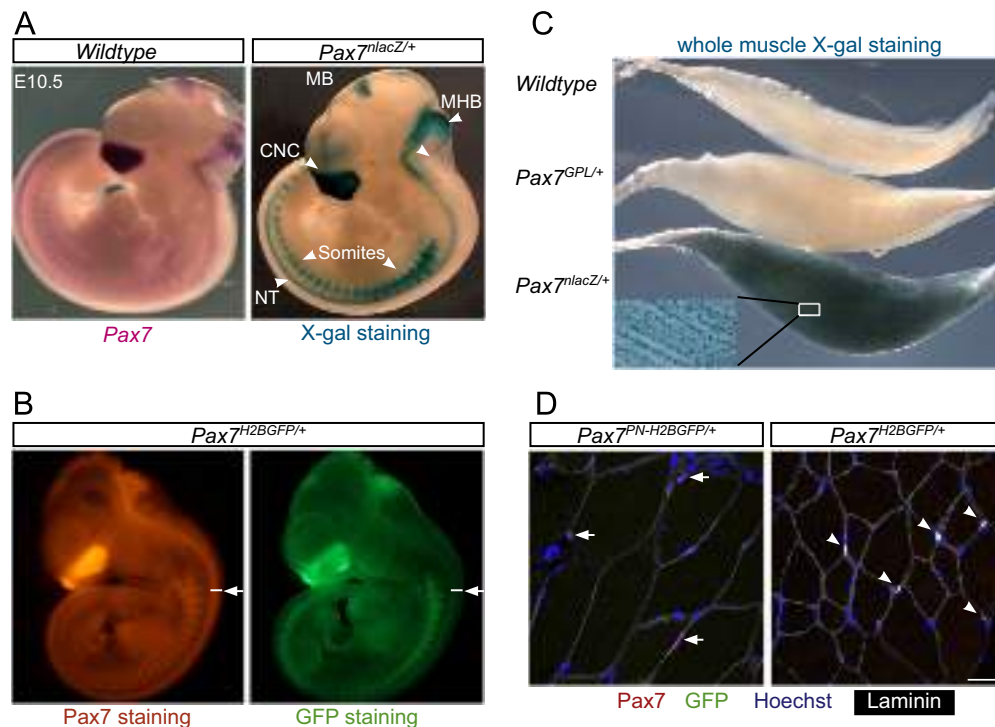 A
Wildtype
Pax7nlacZ/+
E10.5
MB
MHB
CNC
Somites
NT
Pax7
X-gal staining
B
Pax7H2BGFP/+
Pax7 staining
GFP staining
C
whole muscle X-gal staining
Wildtype
Pax7GPL/+
Pax7nlacZ/+
D
Pax7PN-H2BGFP/+
Pax7H2BGFP/+
Pax7 GFP Hoechst Laminin